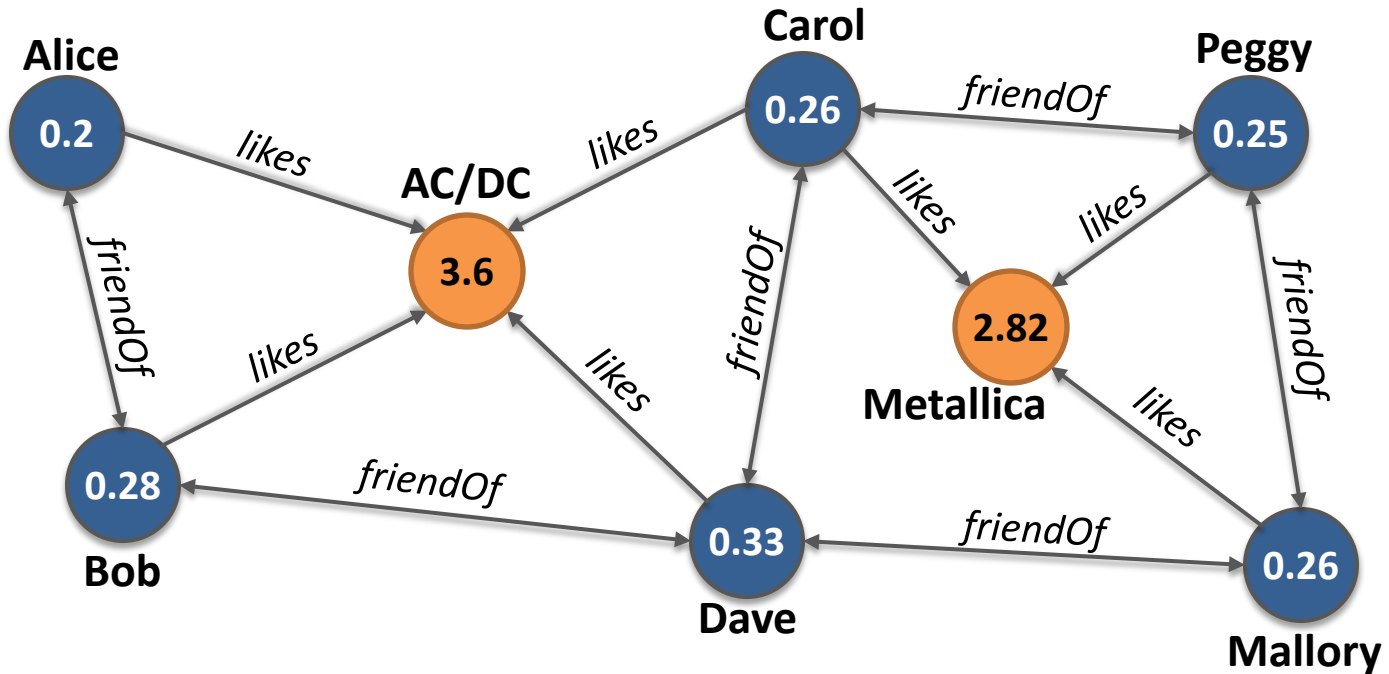 Carol
Alice
Peggy
friendOf
0.26
0.2
0.25
likes
likes
AC/DC
likes
likes
3.6
friendOf
friendOf
friendOf
2.82
likes
likes
Metallica
likes
0.28
friendOf
friendOf
0.33
0.26
Bob
Dave
Mallory